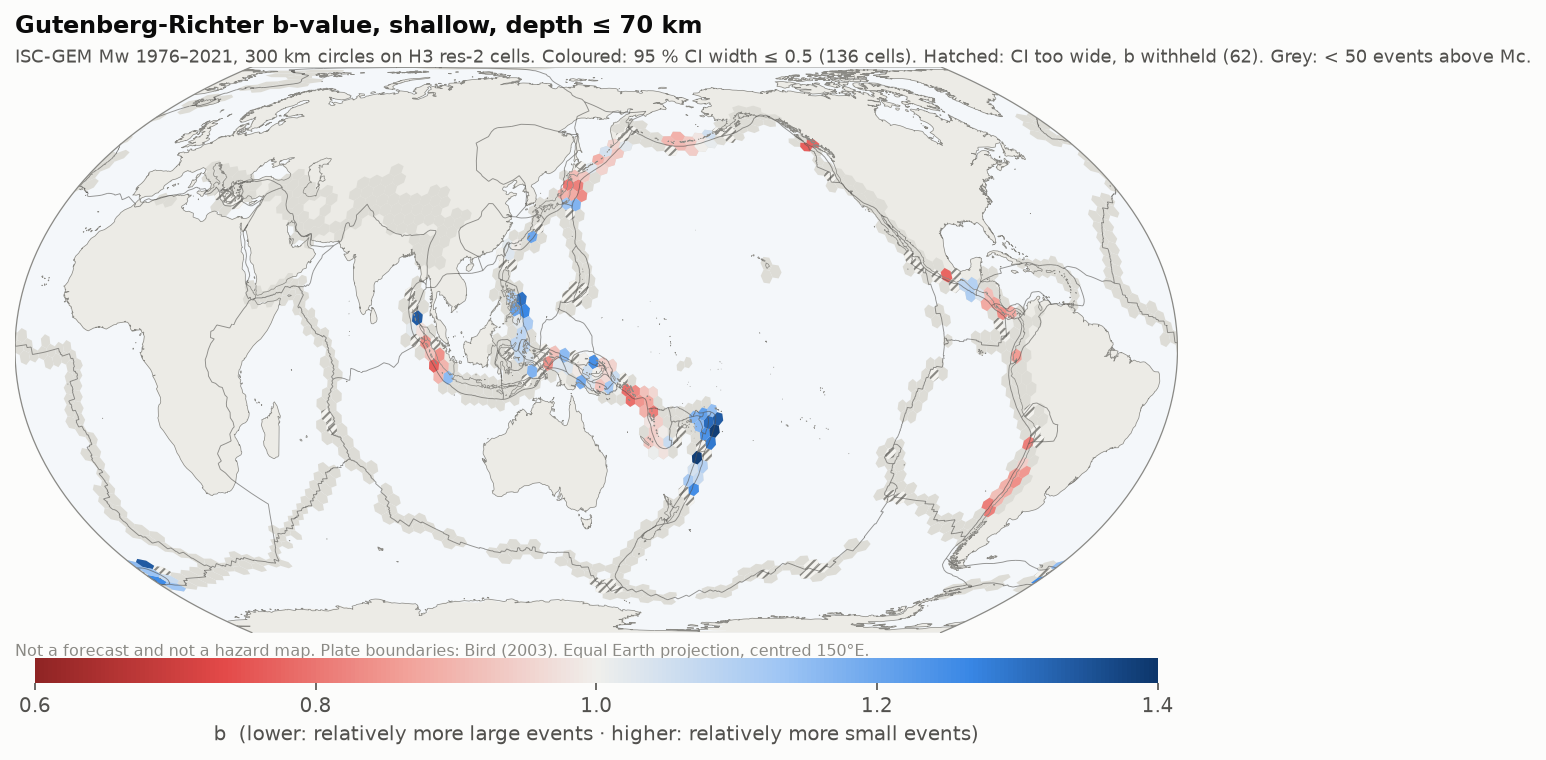 Gutenberg-Richter b-value, shallow, depth ≤ 70 km
ISC-GEM Mw 1976–2021, 300 km circles on H3 res-2 cells. Coloured: 95 % CI width ≤ 0.5 (136 cells). Hatched: CI too wide, b withheld (62). Grey: < 50 events above Mc.
Not a forecast and not a hazard map. Plate boundaries: Bird (2003). Equal Earth projection, centred 150°E.
0.6 0.8 1.0 1.2 1.4
b (lower: relatively more large events · higher: relatively more small events)